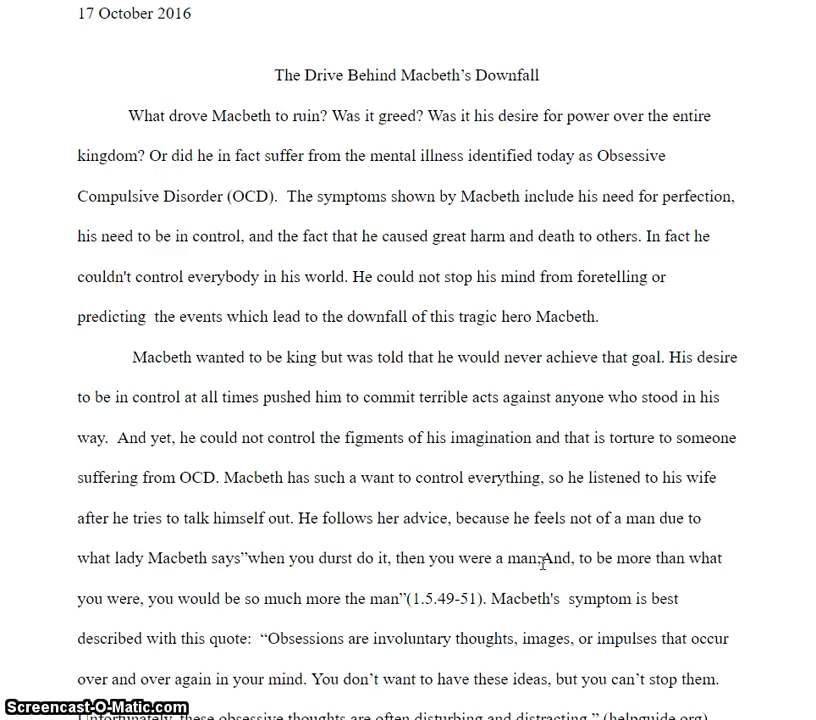 17 October 2016
The Drive Behind Macbeth's Downfall
What drove Macbeth to ruin? Was it greed? Was it his desire for power over the entire
kingdom? Or did he in fact suffer from the mental illness identified today as Obsessive
Compulsive Disorder (OCD).  The symptoms shown by Macbeth include his need for perfection,
his need to be in control, and the fact that he caused great harm and death to others. In fact he
couldn't control everybody in his world. He could not stop his mind from foretelling or
predicting  the events which lead to the downfall of this tragic hero Macbeth.
Macbeth wanted to be king but was told that he would never achieve that goal. His desire
to be in control at all times pushed him to commit terrible acts against anyone who stood in his
way.  And yet, he could not control the figments of his imagination and that is torture to someone
suffering from OCD. Macbeth has such a want to control everything, so he listened to his wife
after he tries to talk himself out. He follows her advice, because he feels not of a man due to
what lady Macbeth says”when you durst do it, then you were a man;And, to be more than what
you were, you would be so much more the man”(1.5.49-51). Macbeth's  symptom is best
described with this quote:  “Obsessions are involuntary thoughts, images, or impulses that occur
over and over again in your mind. You don’t want to have these ideas, but you can’t stop them.
Unfortunately, these obsessive thoughts are often disturbing and distracting.” (helpguide.org)
Screencast-O-Matic.com